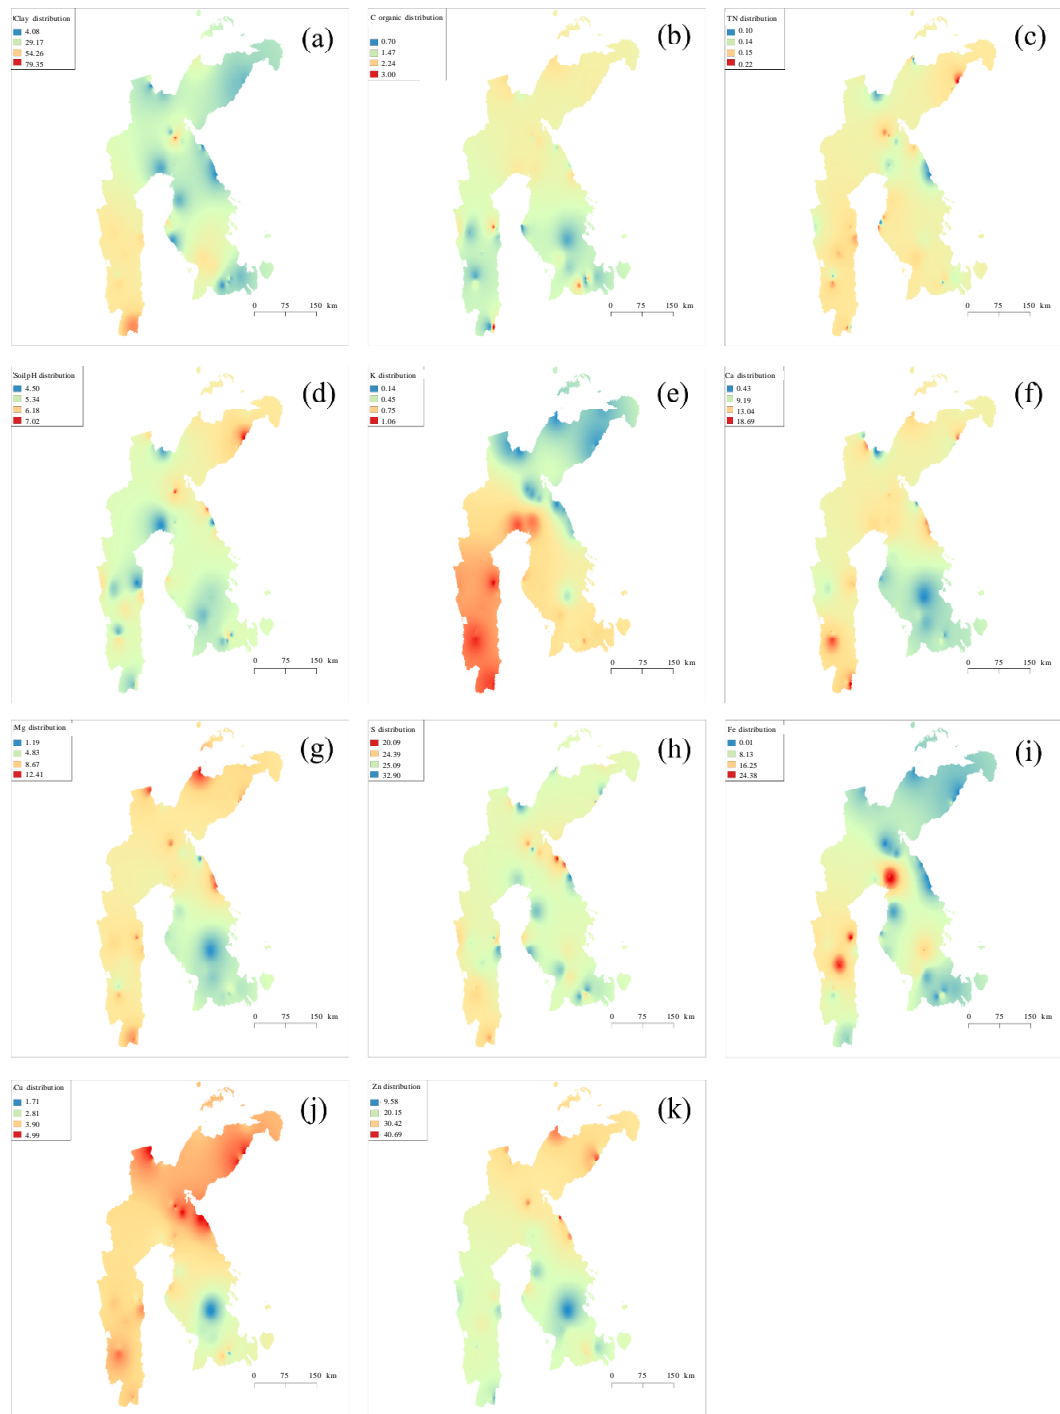 Clay distribution
4.08
29.17
54.26
79.35
(a)
0 75 150 km
C organic distribution
0.70
1.47
2.24
3.00
(b)
0 75 150 km
TN distribution
0.10
0.14
0.15
0.22
(c)
0 75 150 km
SoilpH distribution
4.50
5.34
6.18
7.02
(d)
0 75 150 km
K distribution
0.14
0.45
0.75
1.06
(e)
0 75 150 km
Ca distribution
0.43
9.19
13.04
18.69
(f)
0 75 150 km
Mg distribution
1.19
4.83
8.67
12.41
(g)
0 75 150 km
S distribution
20.09
24.39
25.09
32.90
(h)
0 75 150 km
Fe distribution
0.01
8.13
16.25
24.38
(i)
0 75 150 km
Cu distribution
1.71
2.81
3.90
4.99
(j)
0 75 150 km
Zn distribution
9.58
20.15
30.42
40.69
(k)
0 75 150 km